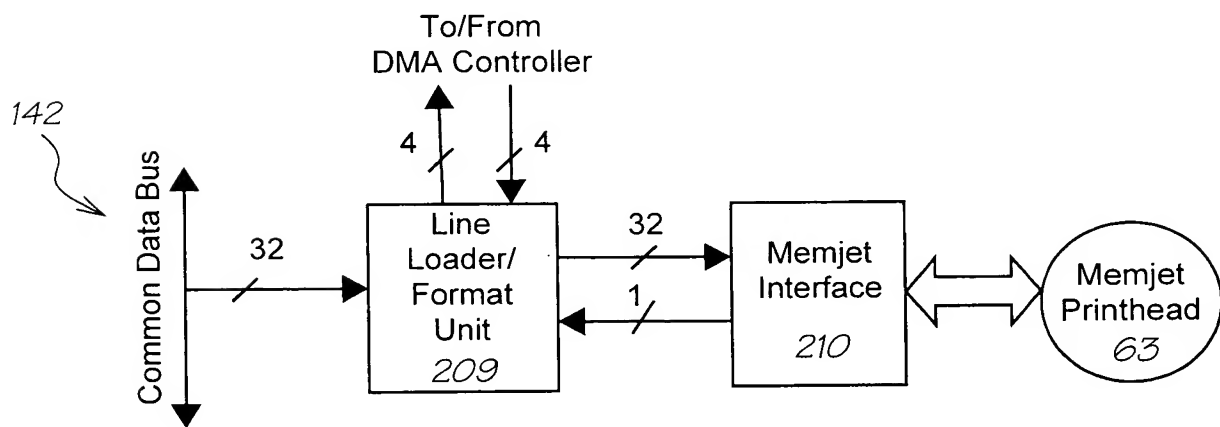 To/From
DMA Controller
142
4
4
Common Data Bus
32
Line
Loader/
Format
Unit
209
32
1
Memjet
Interface
210
Memjet
Printhead
63